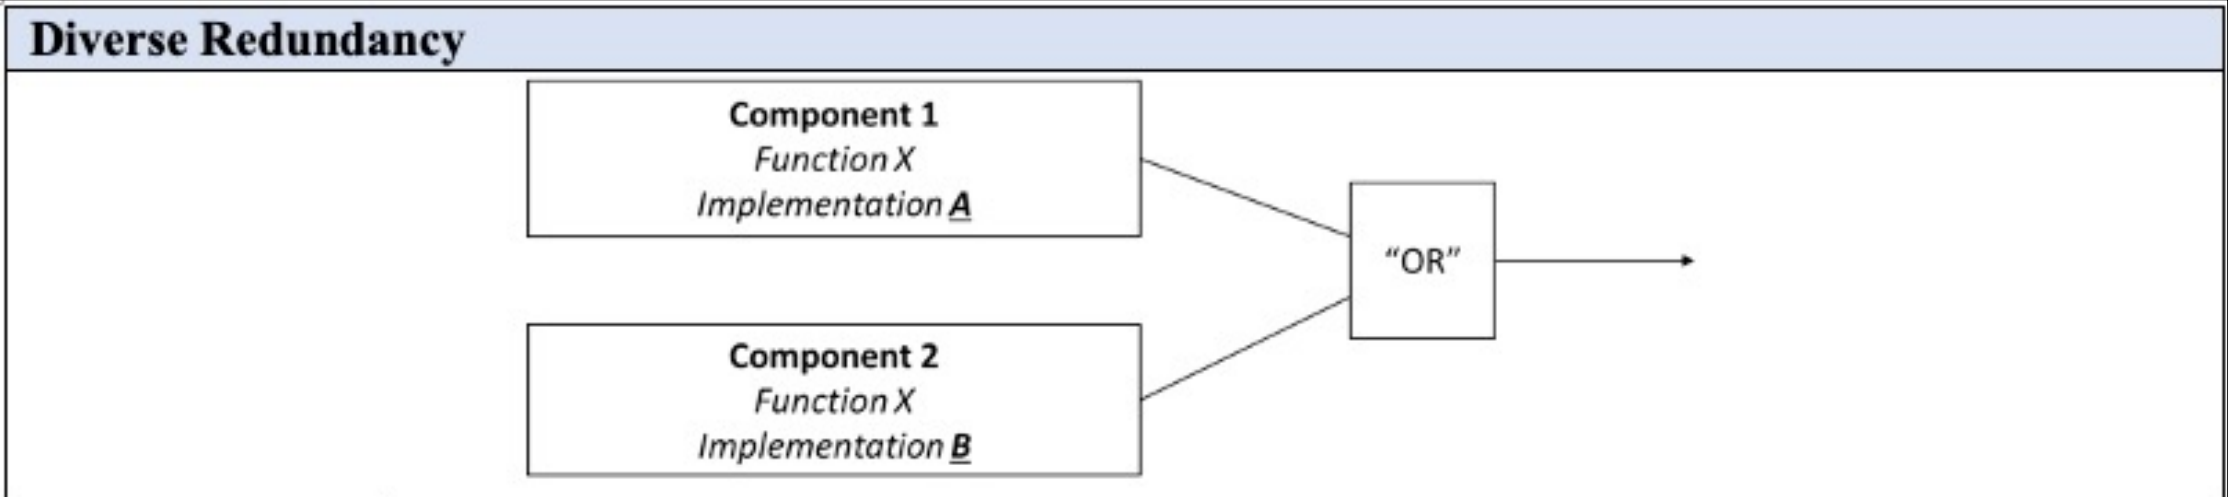 Diverse Redundancy
Component 1
Function X
Implementation A
"OR"
Component 2
Function X
Implementation B